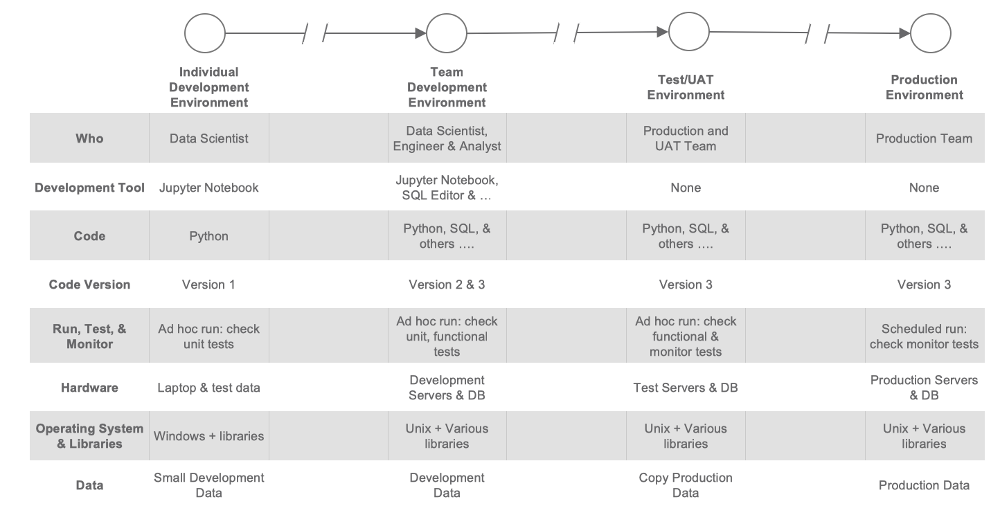 Individual
Development
Environment
Team
Development
Environment
Test/UAT
Environment
Production
Environment
Who
Data Scientist
Data Scientist,
Engineer & Analyst
Production and
UAT Team
Production Team
Development Tool
Jupyter Notebook
Jupyter Notebook,
SQL Editor & …
None
None
Code
Python
Python, SQL, &
others ….
Python, SQL, &
others ….
Python, SQL, &
others ….
Code Version
Version 1
Version 2 & 3
Version 3
Version 3
Run, Test, &
Monitor
Ad hoc run: check
unit tests
Ad hoc run: check
unit, functional
tests
Ad hoc run: check
functional &
monitor tests
Scheduled run:
check monitor tests
Hardware
Laptop & test data
Development
Servers & DB
Test Servers & DB
Production Servers
& DB
Operating System
& Libraries
Windows + libraries
Unix + Various
libraries
Unix + Various
libraries
Unix + Various
libraries
Data
Small Development
Data
Development
Data
Copy Production
Data
Production Data